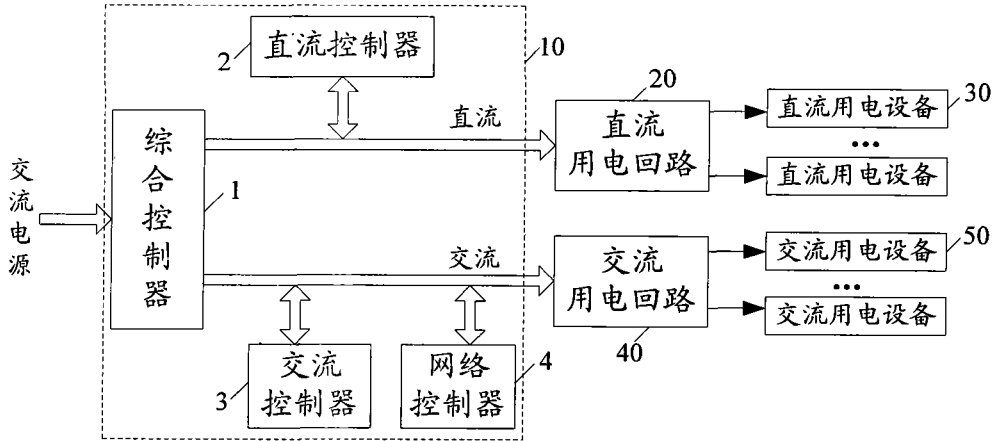 直流控制器
2
10
20
30
直流用电设备
•••
直流用电设备
直流
直流
用电回路
综合控制器
1
交流电源
交流
交流
用电回路
40
50
交流用电设备
•••
交流用电设备
交流
控制器
3
网络
控制器
4